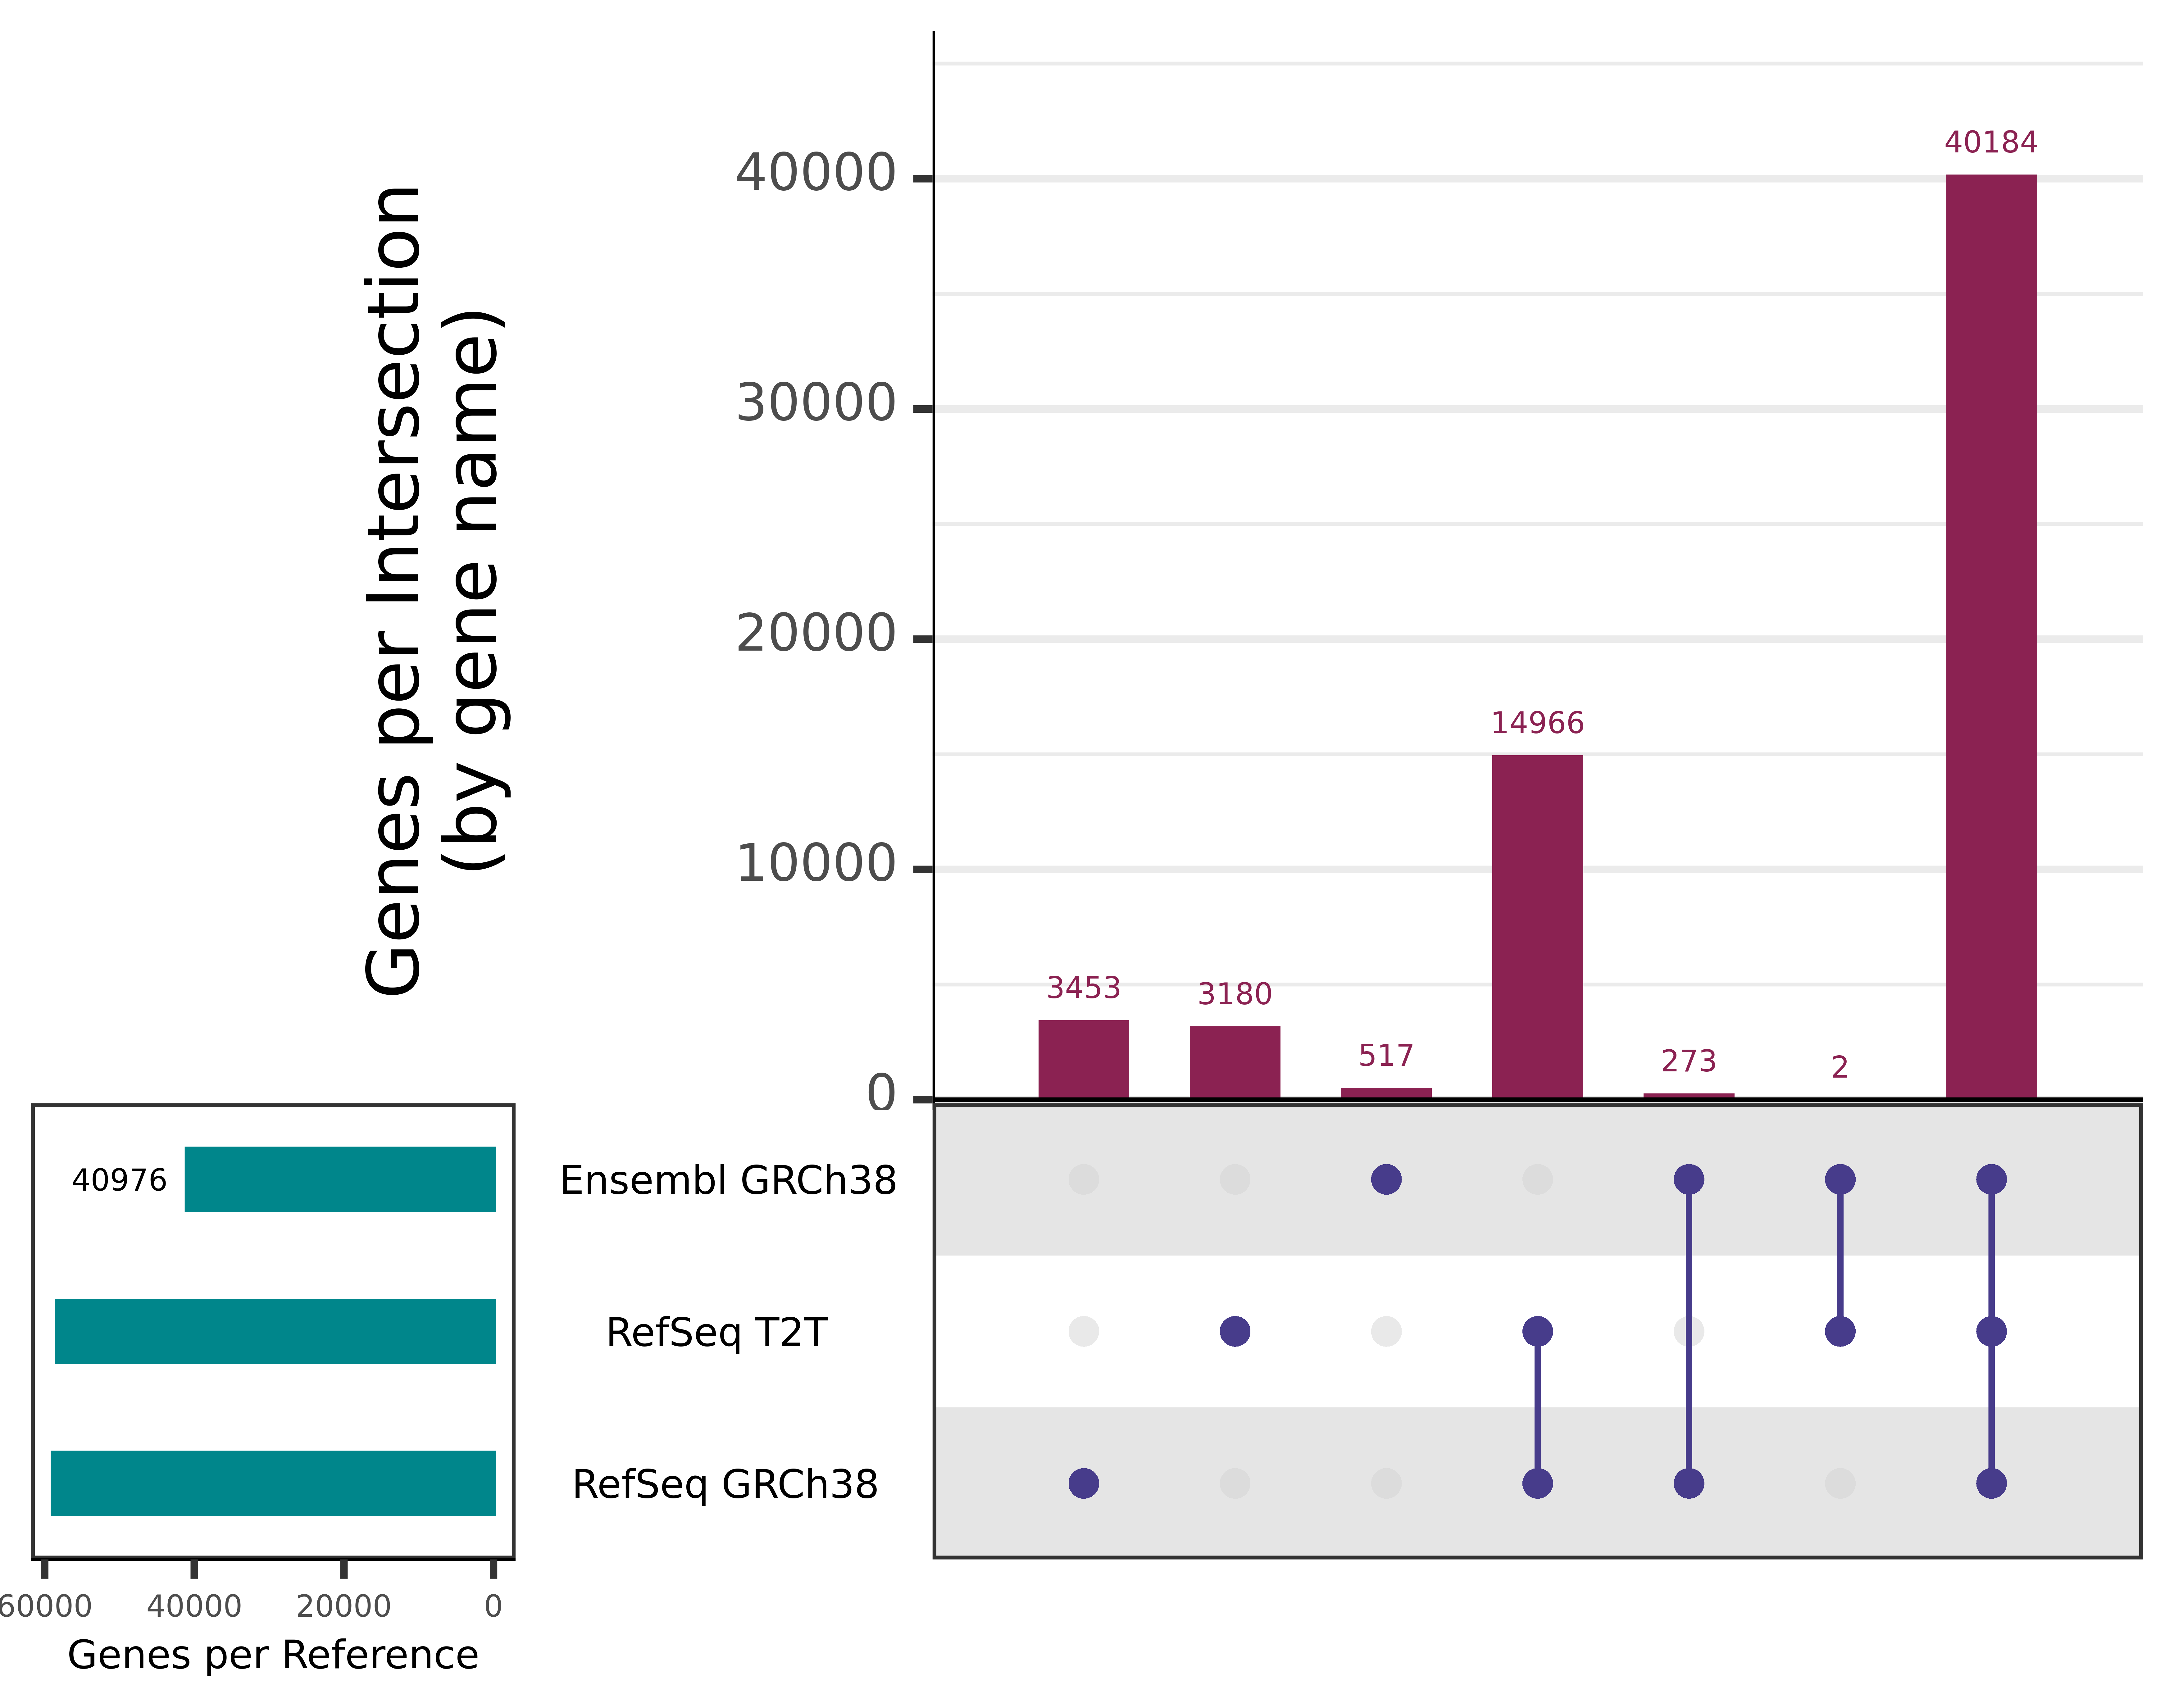 Genes per Intersection
(by gene name)
40000
30000
20000
10000
0
40184
14966
3453
3180
517
273
2
40976
Ensembl GRCh38
RefSeq T2T
RefSeq GRCh38
60000
40000
20000
0
Genes per Reference